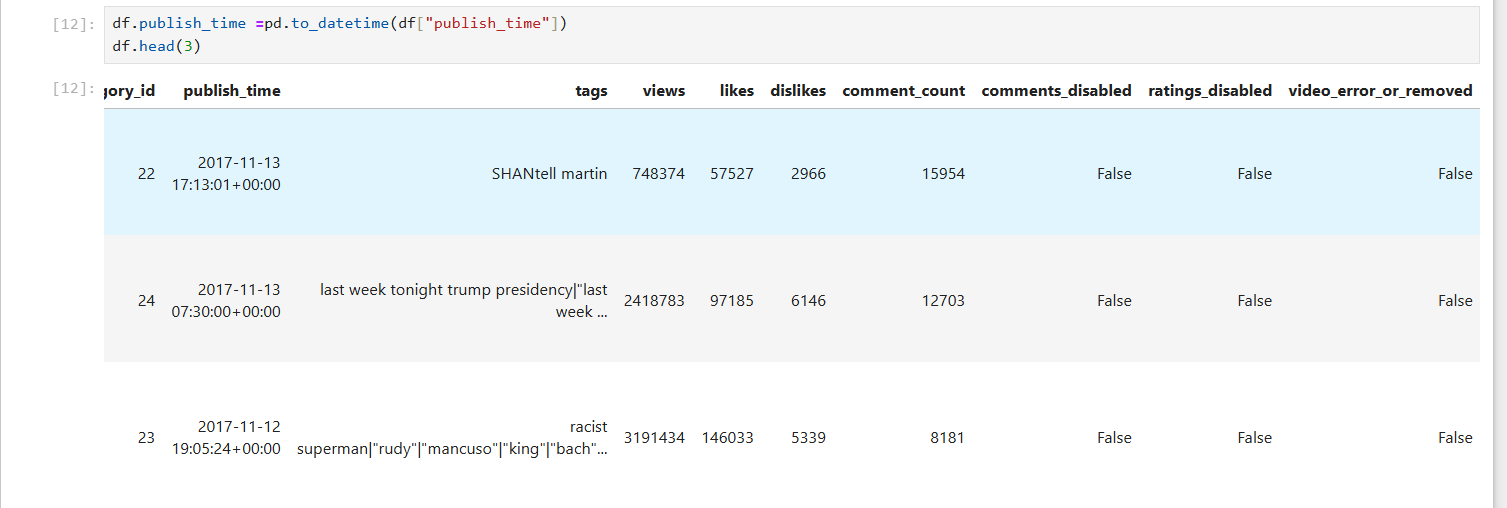 [12]: df.publish_time =pd.to_datetime(df["publish_time"])
df.head(3)
[12]: gory_id publish_time tags views likes dislikes comment_count comments_disabled ratings_disabled video_error_or_removed
2017-11-13
22 17:13:01+00:00 SHANtell martin 748374 57527 2966 15954 False False False
2017-11-13 last week tonight trump presidency|"last
24 07:30:00+00:00 week ... 2418783 97185 6146 12703 False False False
2017-11-12 racist
23 19:05:24+00:00 superman|"rudy"|"mancuso"|"king"|"bach"... 3191434 146033 5339 8181 False False False